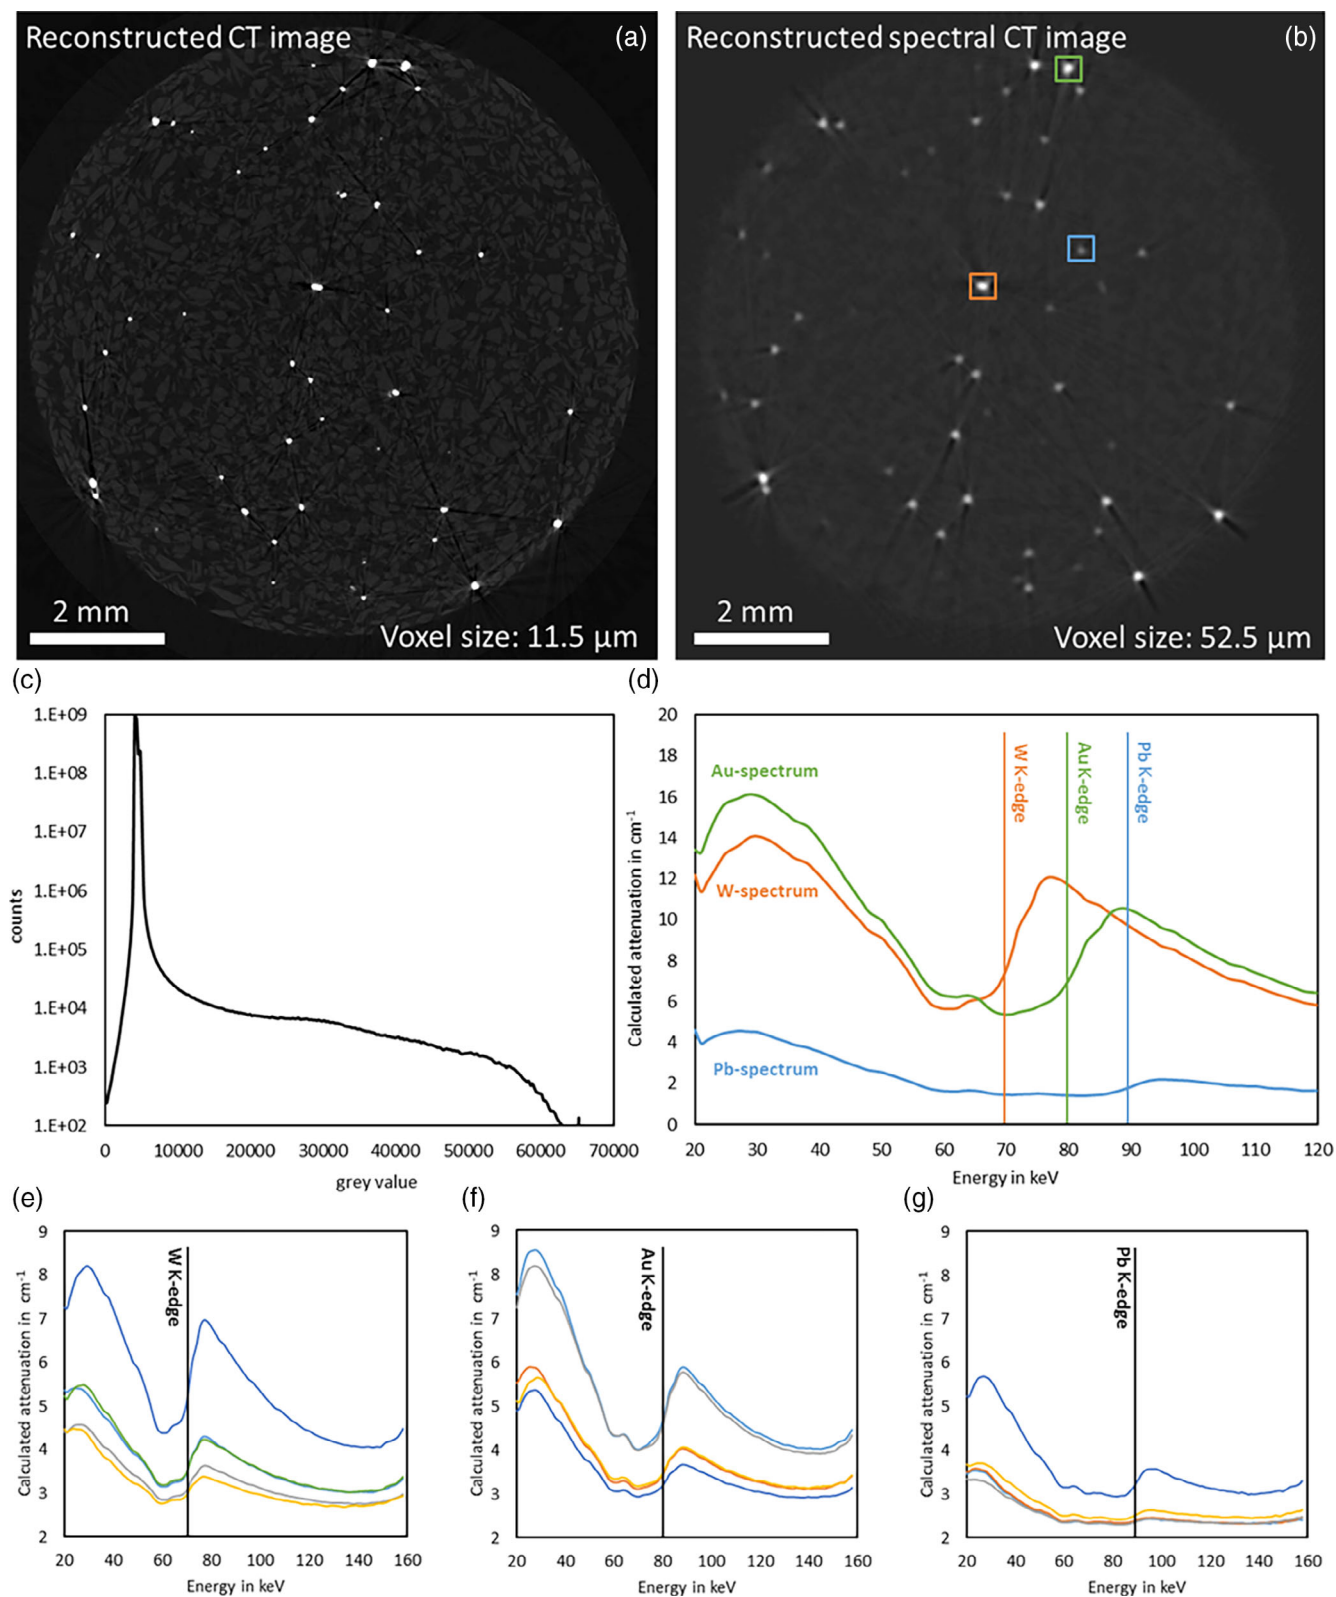 Reconstructed CT image (a)
2 mm
Voxel size: 11.5 µm
Reconstructed spectral CT image (b)
2 mm
Voxel size: 52.5 µm
(c)
1.E+09
1.E+08
1.E+07
1.E+06
1.E+05
1.E+04
1.E+03
1.E+02
counts
0 10000 20000 30000 40000 50000 60000 70000
grey value
(d)
20
18
16
14
12
10
8
6
4
2
0
Calculated attenuation in cm-1
Au-spectrum
W-spectrum
Pb-spectrum
W K-edge
Au K-edge
Pb K-edge
20 30 40 50 60 70 80 90 100 110 120
Energy in keV
(e)
9
8
7
6
5
4
3
2
Calculated attenuation in cm-1
W K-edge
20 40 60 80 100 120 140 160
Energy in keV
(f)
9
8
7
6
5
4
3
2
Calculated attenuation in cm-1
Au K-edge
20 40 60 80 100 120 140 160
Energy in keV
(g)
9
8
7
6
5
4
3
2
Calculated attenuation in cm-1
Pb K-edge
20 40 60 80 100 120 140 160
Energy in keV